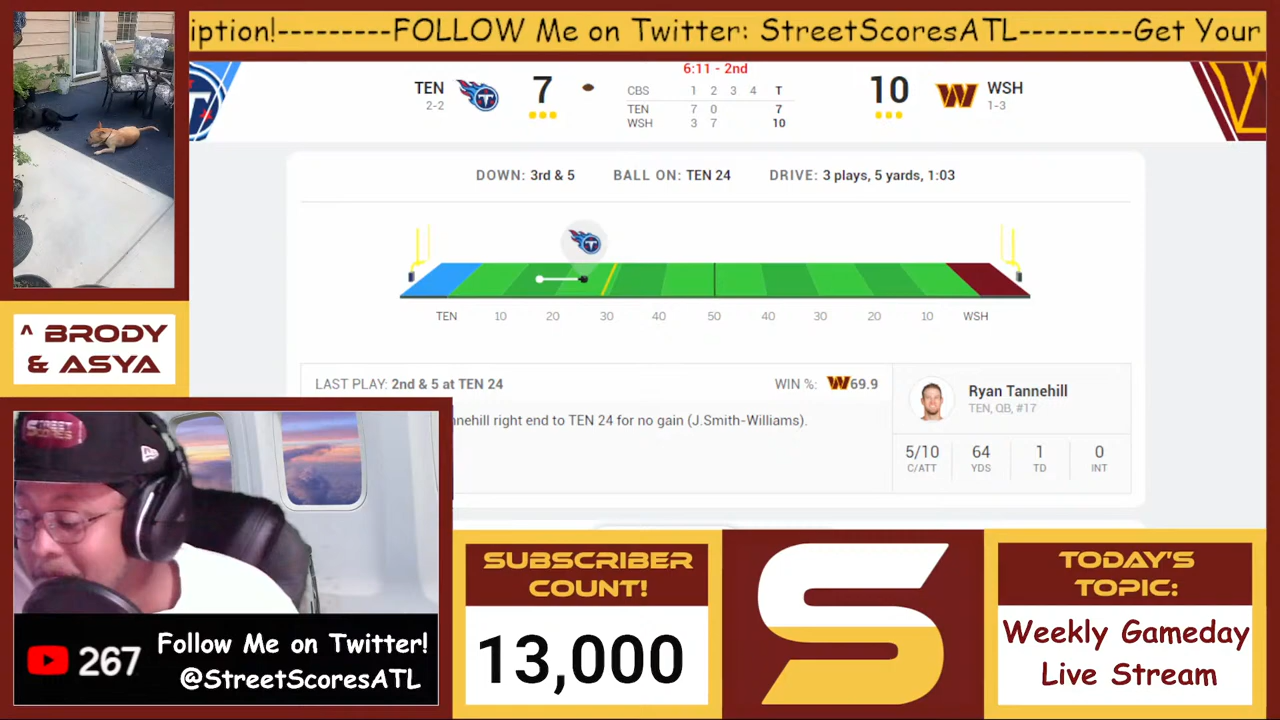 iption!---------FOLLOW Me on Twitter: StreetScoresATL---------Get Your
TEN
2-2
7
6:11 - 2nd
CBS 1 2 3 4 T
TEN 7 0 7
WSH 3 7 10
10
WSH
1-3
DOWN: 3rd & 5 BALL ON: TEN 24 DRIVE: 3 plays, 5 yards, 1:03
TEN 10 20 30 40 50 40 30 20 10 WSH
LAST PLAY: 2nd & 5 at TEN 24
WIN %: 69.9
nnehill right end to TEN 24 for no gain (J.Smith-Williams).
Ryan Tannehill
TEN, QB, #17
5/10 64 1 0
C/ATT YDS TD INT
^ BRODY
& ASYA
STREET
SCORES
267
Follow Me on Twitter!
@StreetScoresATL
SUBSCRIBER
COUNT!
13,000
TODAY'S
TOPIC:
Weekly Gameday
Live Stream